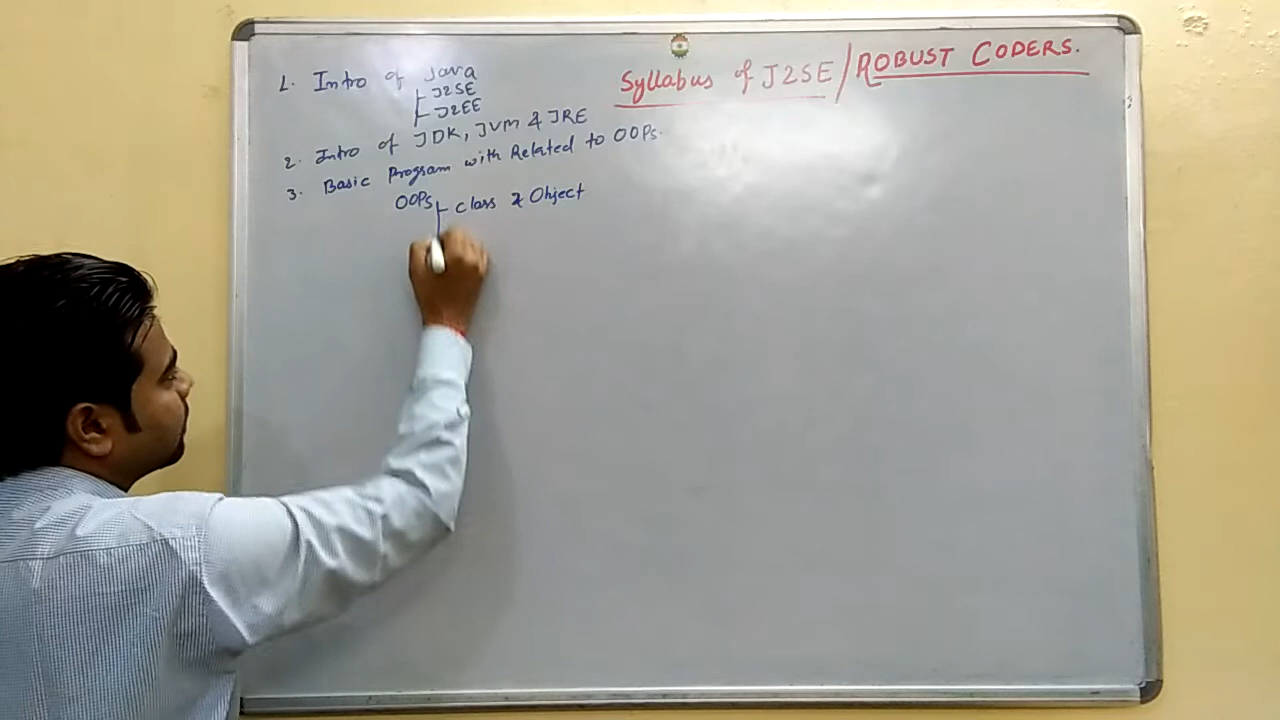 Syllabus of J2SE/ROBUST CODERS.
1. Intro of Java
J2SE
J2EE
2. Intro of JDK, JVM & JRE
3. Basic Program with Related to OOPs.
OOPs
Class & Object